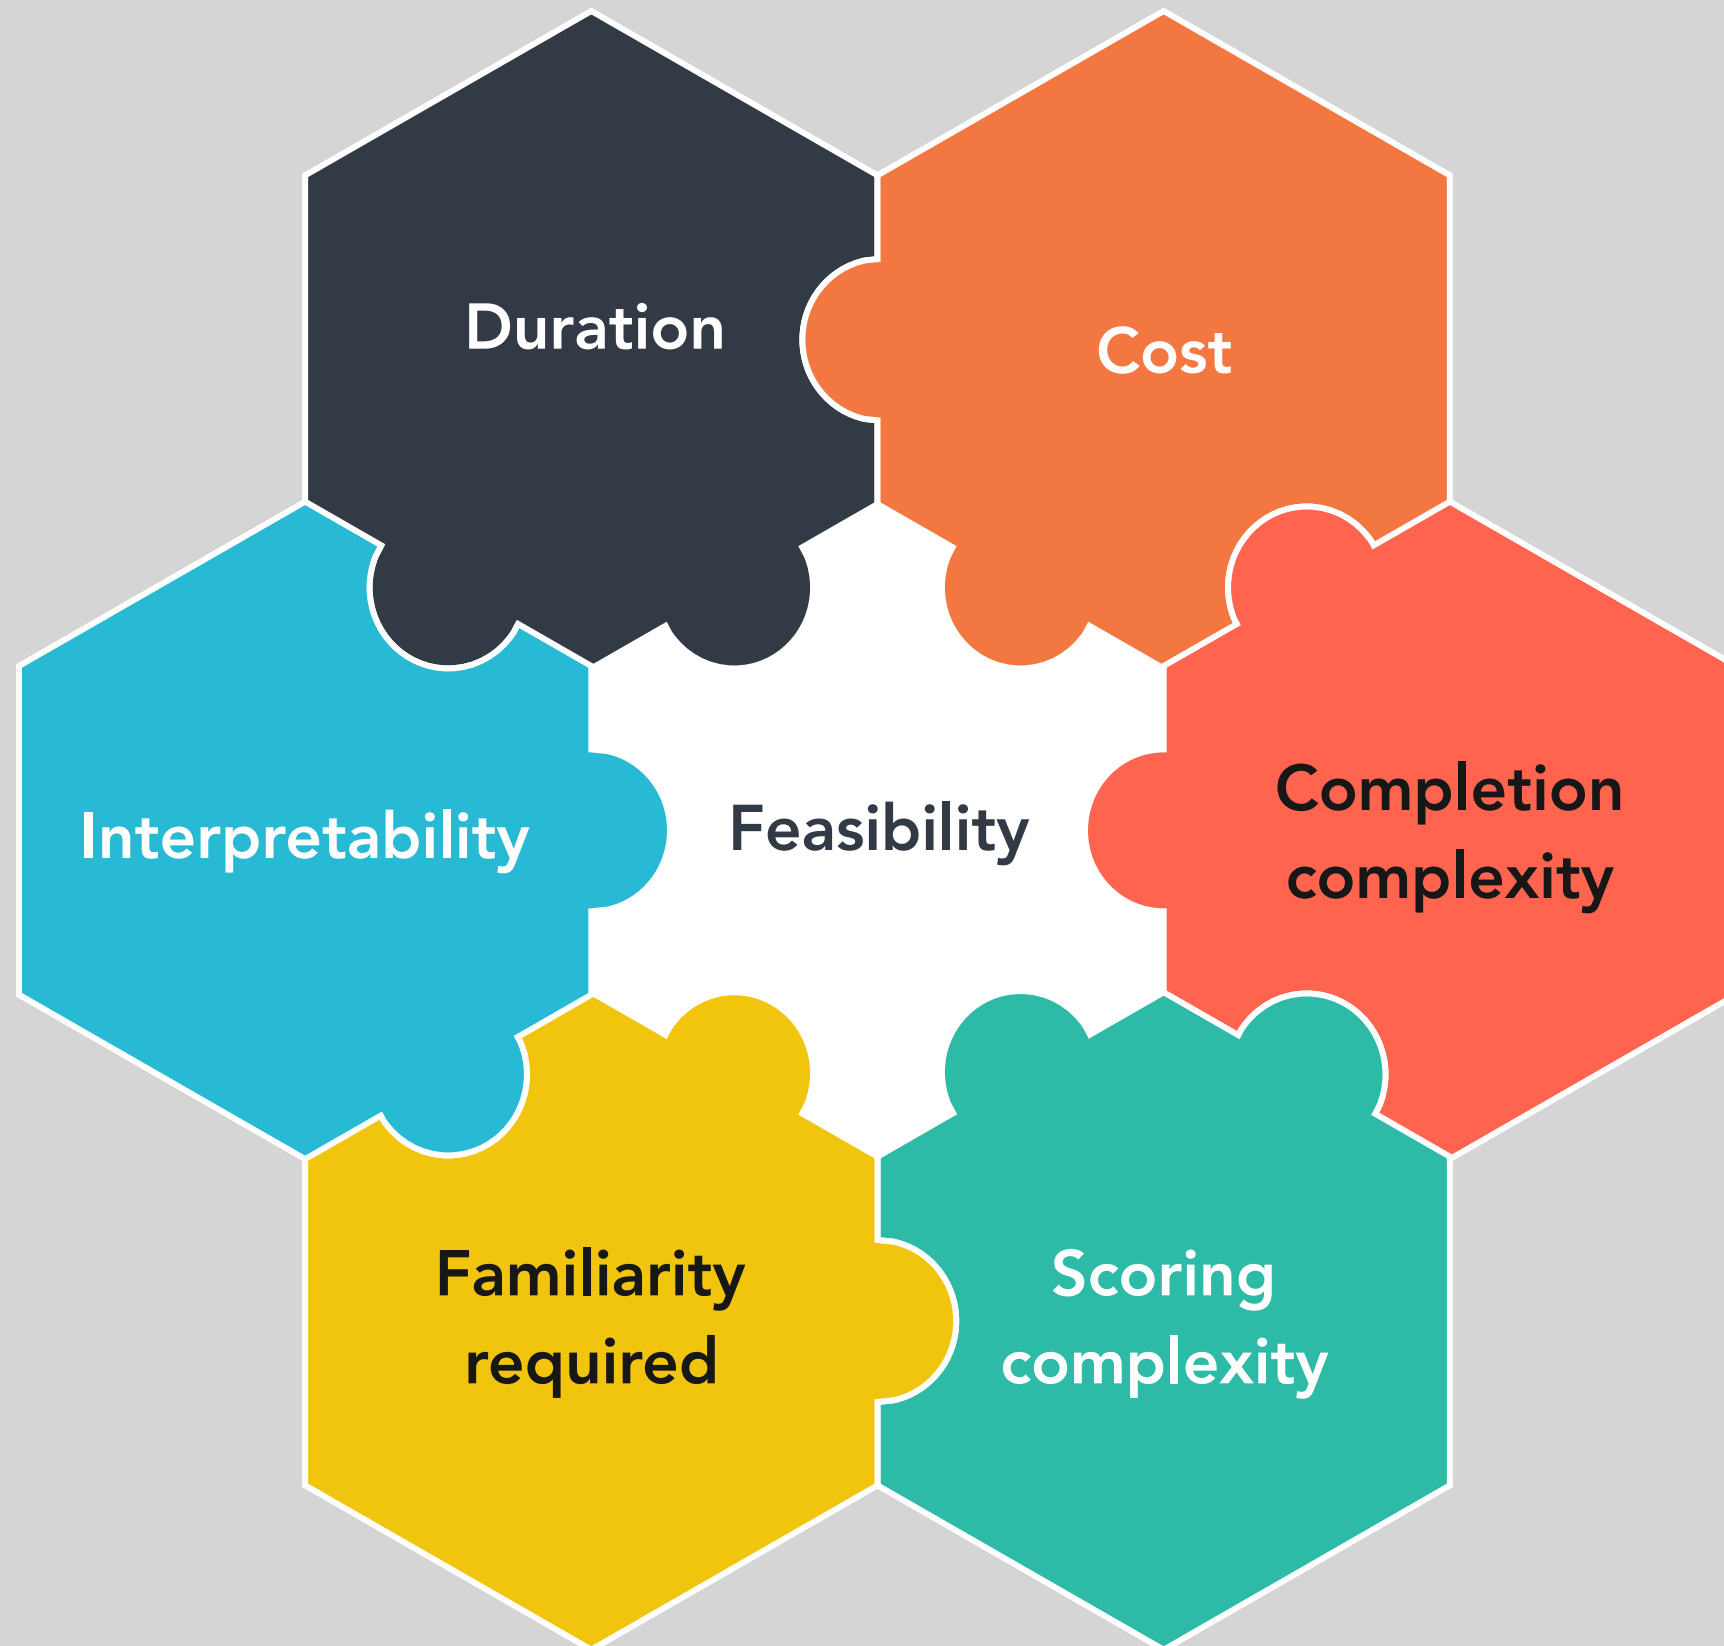 Duration
Cost
Interpretability
Feasibility
Completion
complexity
Familiarity
required
Scoring
complexity